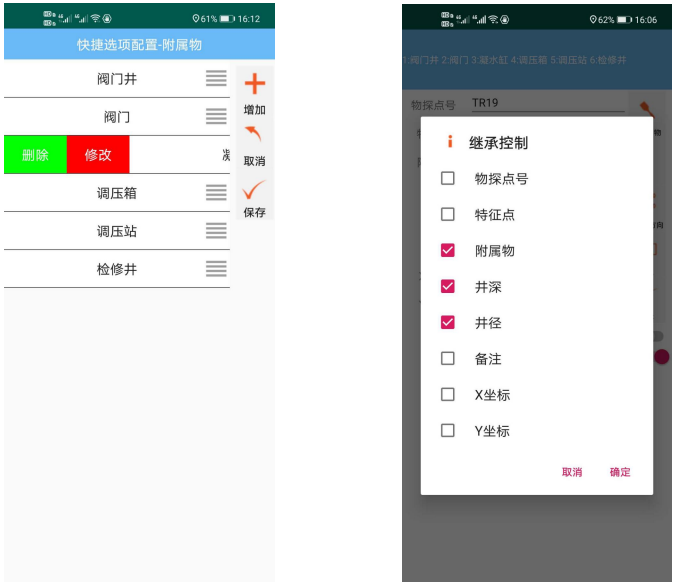 61% 16:12
快捷选项配置-附属物
阀门井
增加
阀门
删除 修改
取消
调压箱
保存
调压站
检修井
62% 16:06
1:阀门井 2:阀门 3:凝水缸 4:调压箱 5:调压站 6:检修井
物探点号 TR19
继承控制
物探点号
特征点
附属物
井深
井径
备注
X坐标
Y坐标
取消 确定